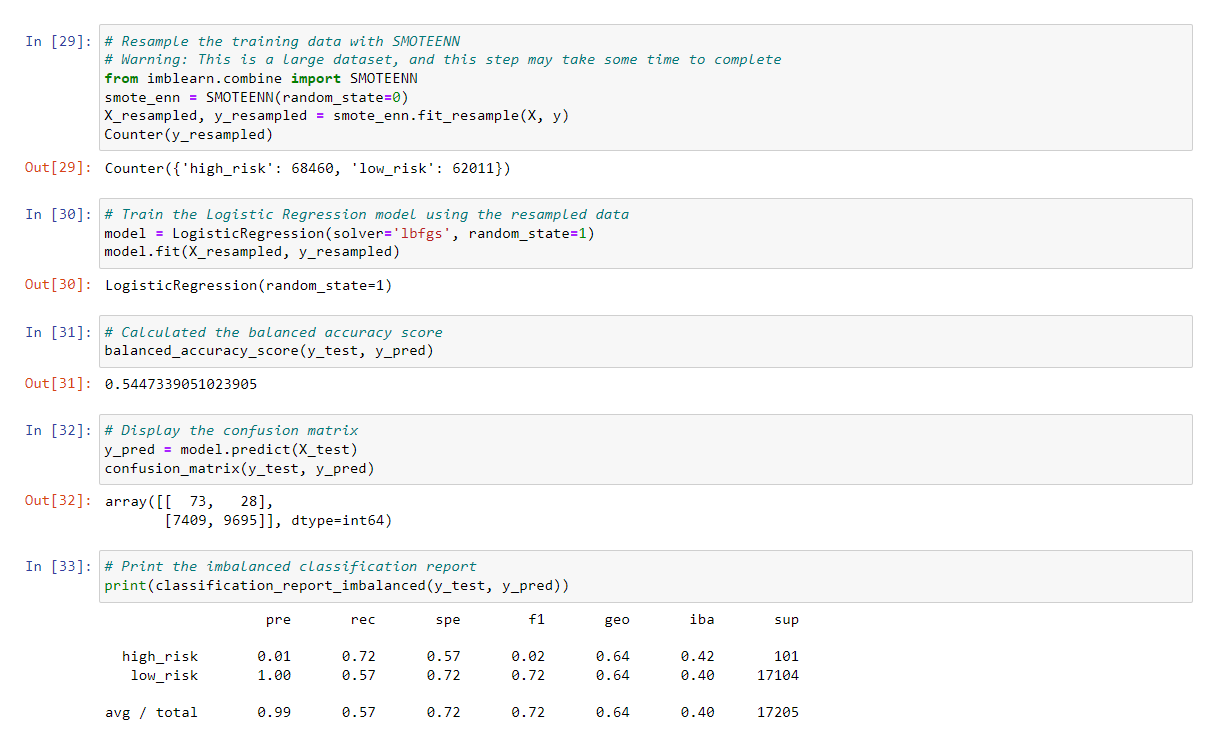 In [29]: # Resample the training data with SMOTEENN
# Warning: This is a large dataset, and this step may take some time to complete
from imblearn.combine import SMOTEENN
smote_enn = SMOTEENN(random_state=0)
X_resampled, y_resampled = smote_enn.fit_resample(X, y)
Counter(y_resampled)
Out[29]: Counter({'high_risk': 68460, 'low_risk': 62011})
In [30]: # Train the Logistic Regression model using the resampled data
model = LogisticRegression(solver='lbfgs', random_state=1)
model.fit(X_resampled, y_resampled)
Out[30]: LogisticRegression(random_state=1)
In [31]: # Calculated the balanced accuracy score
balanced_accuracy_score(y_test, y_pred)
Out[31]: 0.5447339051023905
In [32]: # Display the confusion matrix
y_pred = model.predict(X_test)
confusion_matrix(y_test, y_pred)
Out[32]: array([[  73,   28],
       [7409, 9695]], dtype=int64)
In [33]: # Print the imbalanced classification report
print(classification_report_imbalanced(y_test, y_pred))
pre rec spe f1 geo iba sup
high_risk 0.01 0.72 0.57 0.02 0.64 0.42 101
low_risk 1.00 0.57 0.72 0.72 0.64 0.40 17104
avg / total 0.99 0.57 0.72 0.72 0.64 0.40 17205